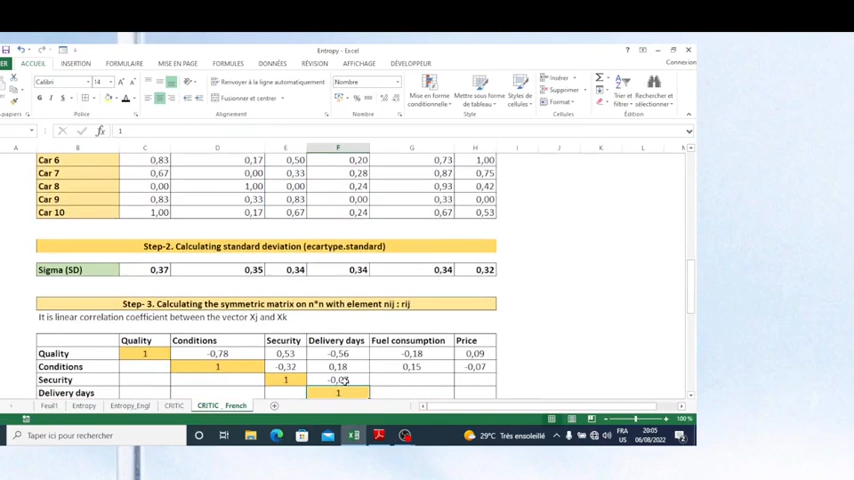 Entropy - Excel
Connexion
ACCUEIL INSERTION FORMULAIRE MISE EN PAGE FORMULES DONNÉES RÉVISION AFFICHAGE DÉVELOPPEUR
Calibri 14 Renvoyer à la ligne automatiquement Nombre
Fusionner et centrer
Mise en forme conditionnelle
Mettre sous forme de tableau
Styles de cellules
Insérer
Supprimer
Format
Trier et filtrer
Rechercher et sélectionner
Police Alignement Nombre Style Cellules
fx 1
A B C D E F G H I J K L
Car 6 0,83 0,17 0,50 0,20 0,73 1,00
Car 7 0,67 0,00 0,33 0,28 0,87 0,75
Car 8 0,00 1,00 0,00 0,24 0,93 0,42
Car 9 0,83 0,33 0,83 0,00 0,33 0,00
Car 10 1,00 0,17 0,67 0,24 0,67 0,53
Step-2. Calculating standard deviation (ecartype.standard)
Sigma (SD) 0,37 0,35 0,34 0,34 0,34 0,32
Step- 3. Calculating the symmetric matrix on n*n with element nij : rij
It is linear correlation coefficient between the vector Xj and Xk
Quality Conditions Security Delivery days Fuel consumption Price
Quality 1 -0,78 0,53 -0,56 -0,18 0,09
Conditions 1 -0,32 0,18 0,15 -0,07
Security 1
Delivery days 1
Feuil1 Entropy Entropy_Engl CRITIC CRITIC _ French
100 %
Taper ici pour rechercher
29°C Très ensoleillé
FRA
US
20:05
06/08/2022